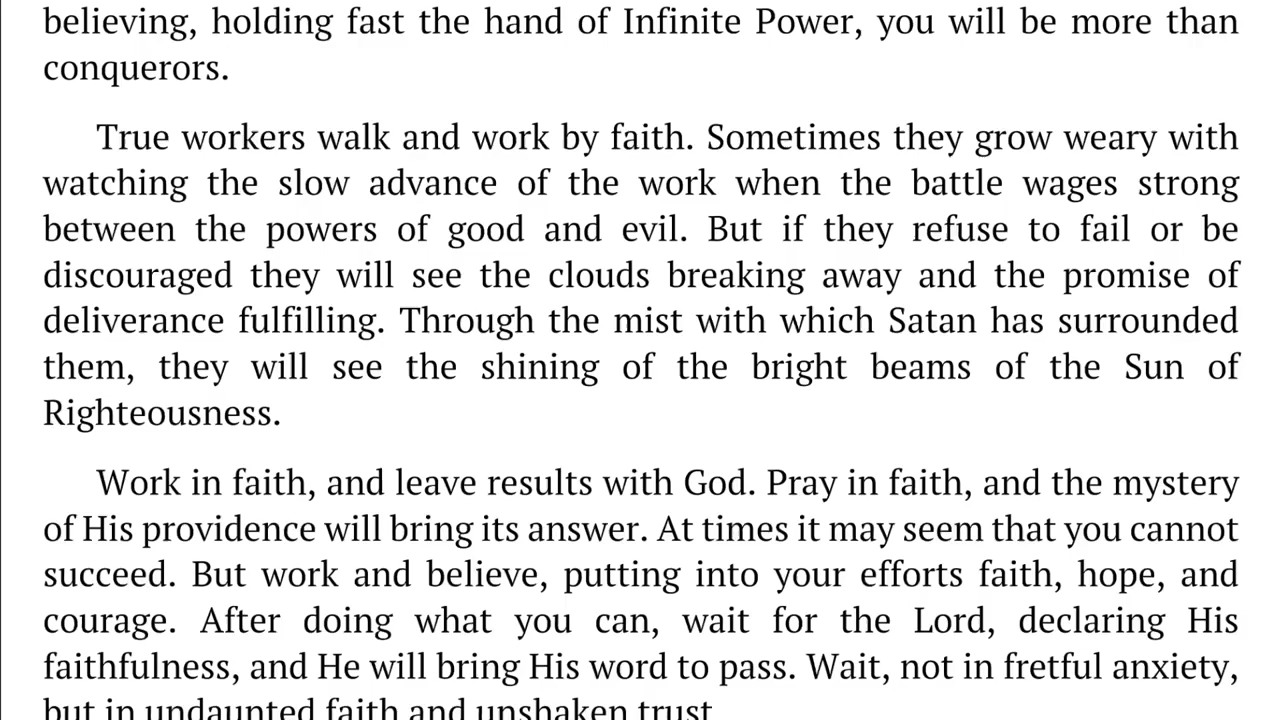 believing, holding fast the hand of Infinite Power, you will be more than
conquerors.
True workers walk and work by faith. Sometimes they grow weary with
watching the slow advance of the work when the battle wages strong
between the powers of good and evil. But if they refuse to fail or be
discouraged they will see the clouds breaking away and the promise of
deliverance fulfilling. Through the mist with which Satan has surrounded
them, they will see the shining of the bright beams of the Sun of
Righteousness.
Work in faith, and leave results with God. Pray in faith, and the mystery
of His providence will bring its answer. At times it may seem that you cannot
succeed. But work and believe, putting into your efforts faith, hope, and
courage. After doing what you can, wait for the Lord, declaring His
faithfulness, and He will bring His word to pass. Wait, not in fretful anxiety,
but in undaunted faith and unshaken trust